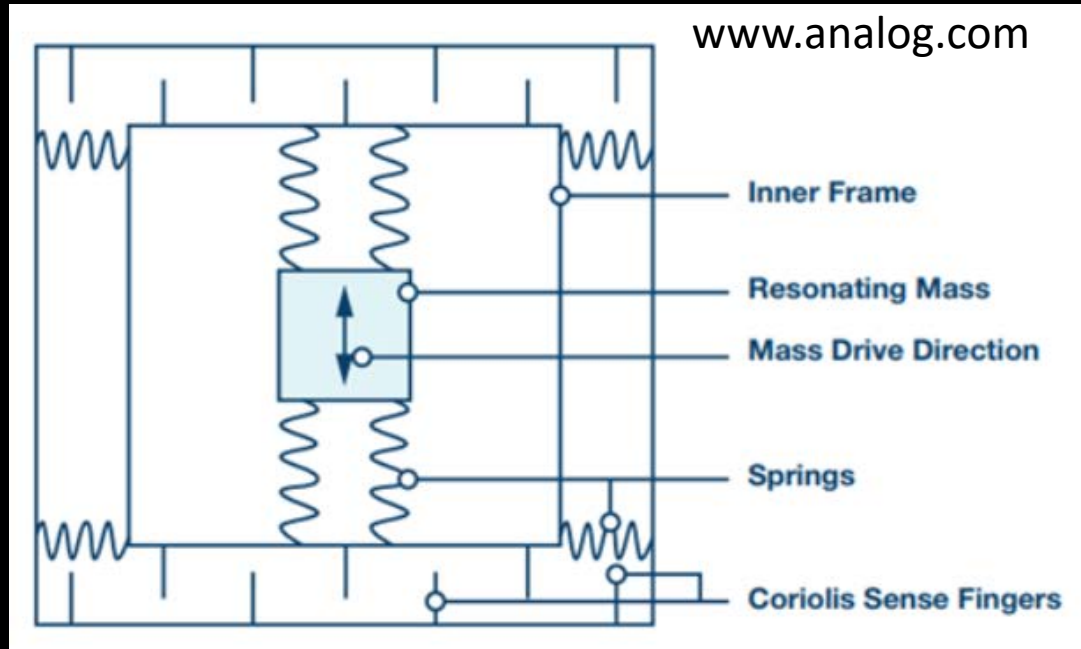 www.analog.com
Inner Frame
Resonating Mass
Mass Drive Direction
Springs
Coriolis Sense Fingers